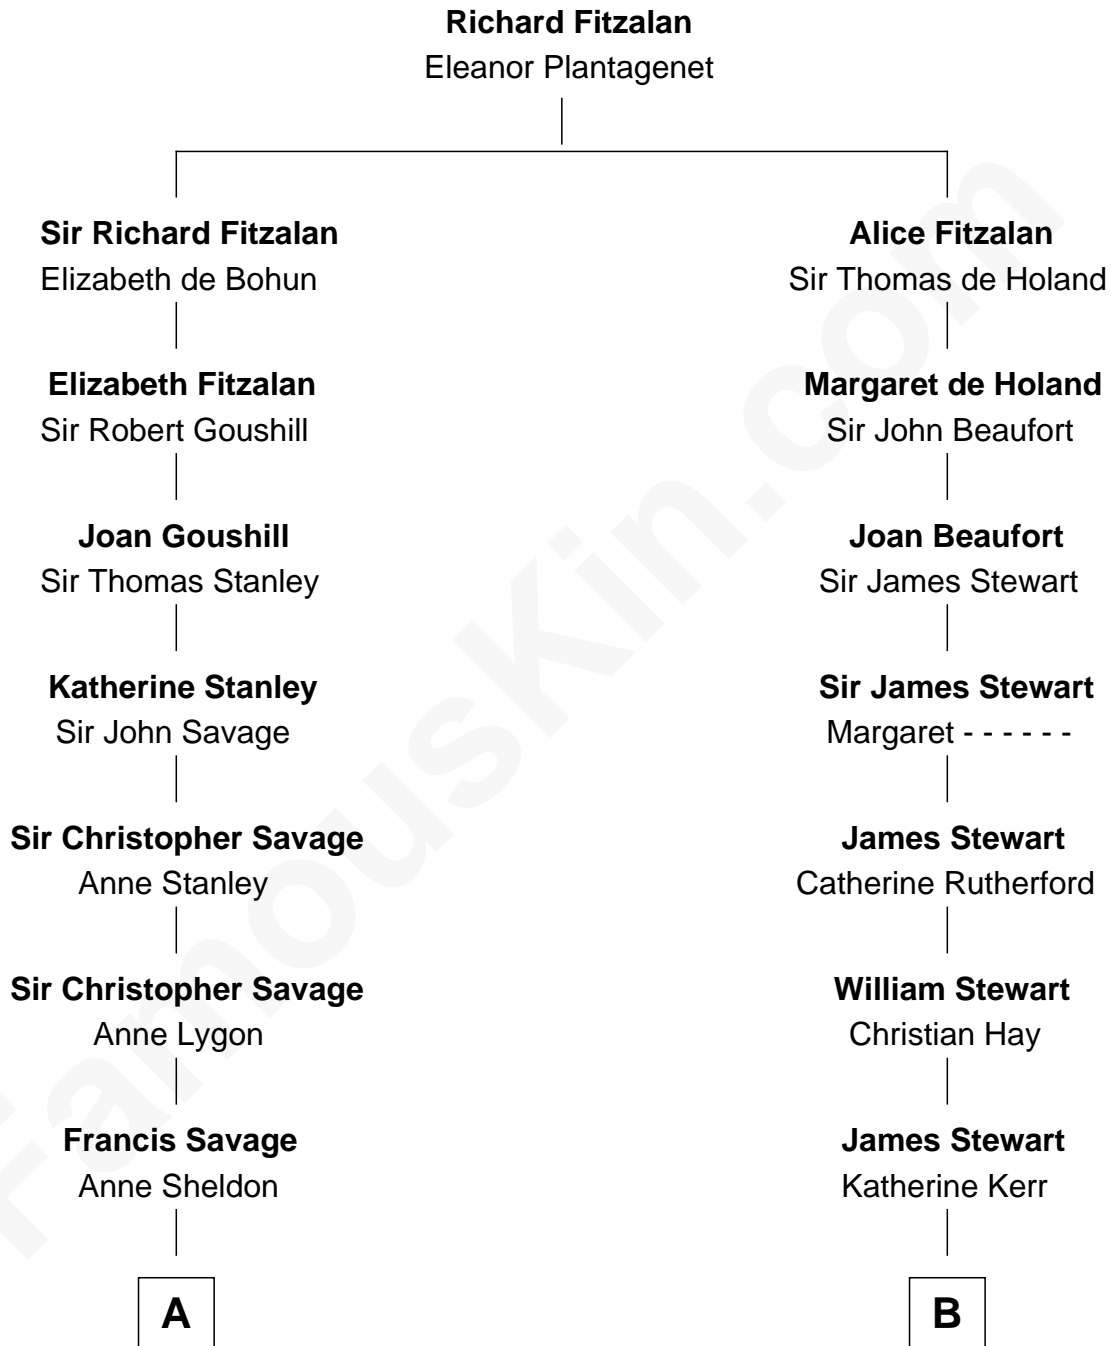 Richard Fitzalan
Eleanor Plantagenet
Sir Richard Fitzalan
Elizabeth de Bohun
Alice Fitzalan
Sir Thomas de Holand
Elizabeth Fitzalan
Sir Robert Goushill
Margaret de Holand
Sir John Beaufort
Joan Goushill
Sir Thomas Stanley
Joan Beaufort
Sir James Stewart
Katherine Stanley
Sir John Savage
Sir James Stewart
Margaret - - - - - -
Sir Christopher Savage
Anne Stanley
James Stewart
Catherine Rutherford
Sir Christopher Savage
Anne Lygon
William Stewart
Christian Hay
Francis Savage
Anne Sheldon
James Stewart
Katherine Kerr
A
B
FamousKin.com